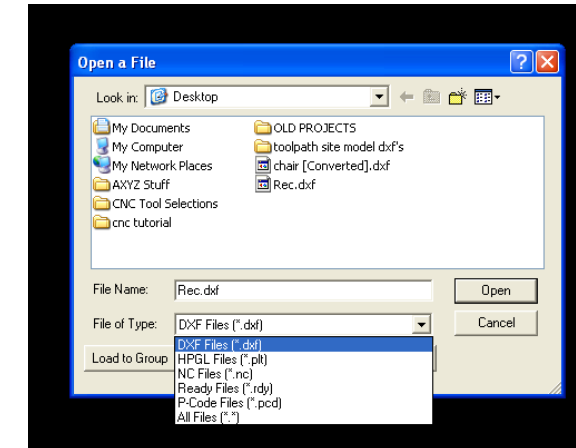 Open a File
Look in: Desktop
My Documents
My Computer
My Network Places
AXYZ Stuff
CNC Tool Selections
cnc tutorial
OLD PROJECTS
toolpath site model dxf's
chair [Converted].dxf
Rec.dxf
File Name: Rec.dxf Open
File of Type: DXF Files (*.dxf) Cancel
Load to Group
DXF Files (*.dxf)
HPGL Files (*.plt)
NC Files (*.nc)
Ready Files (*.rdy)
P-Code Files (*.pcd)
All Files (*.*)